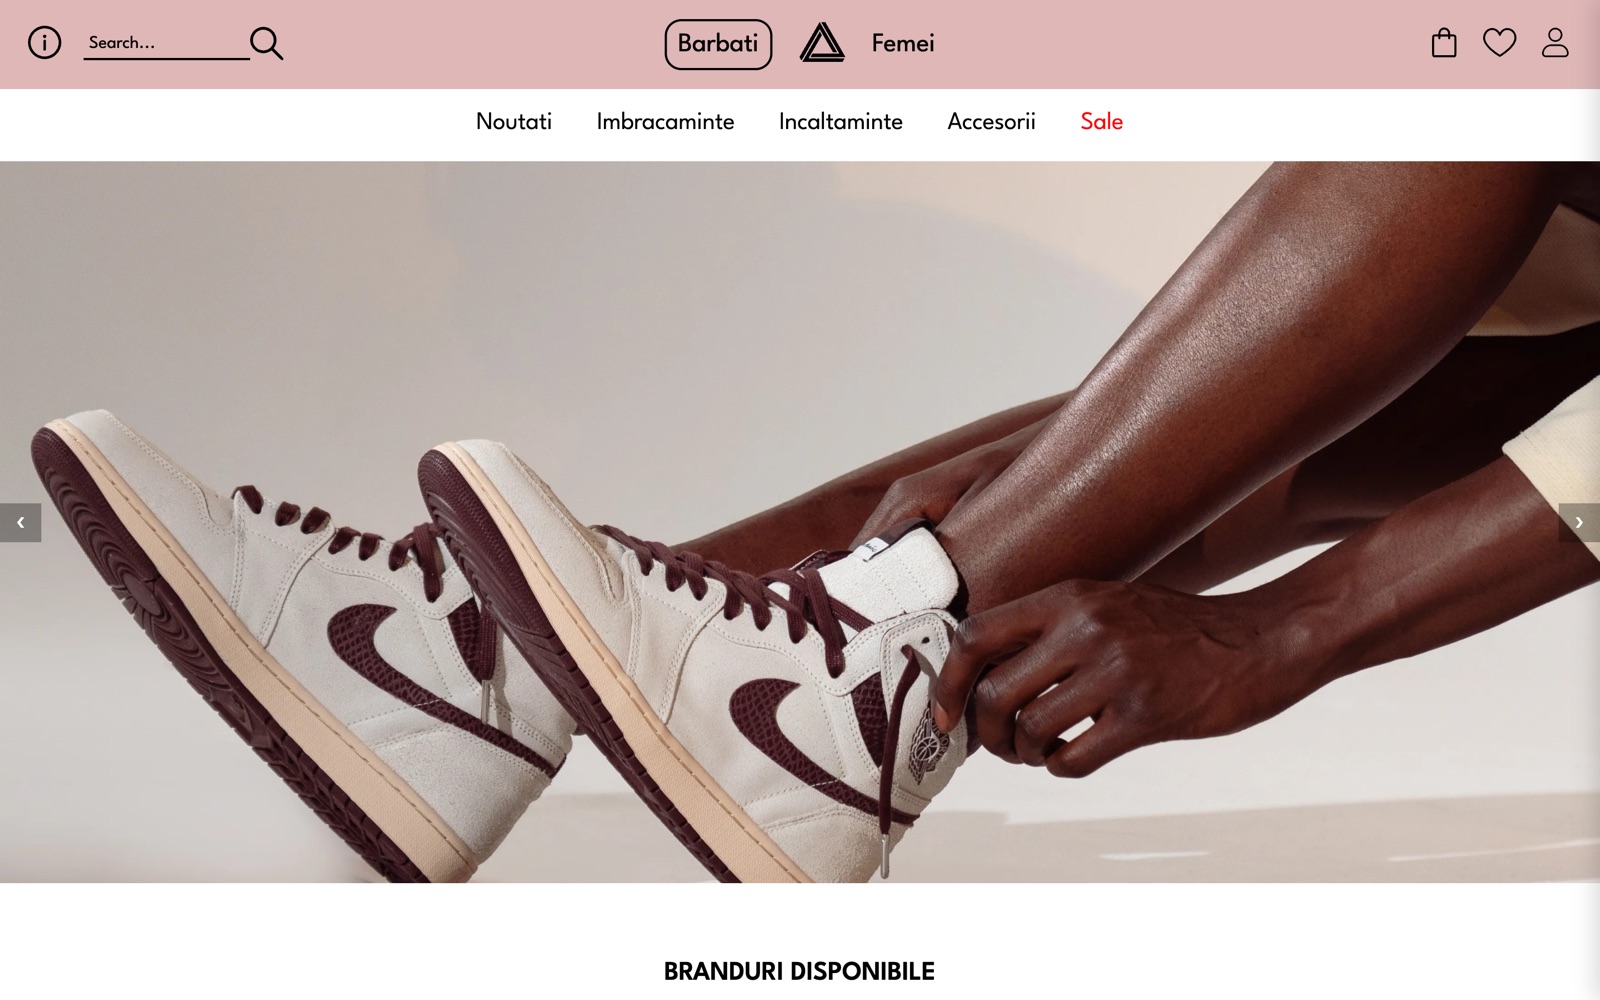 Search...
Barbati
Femei
Noutati
Imbracaminte
Incaltaminte
Accesorii
Sale
BRANDURI DISPONIBILE